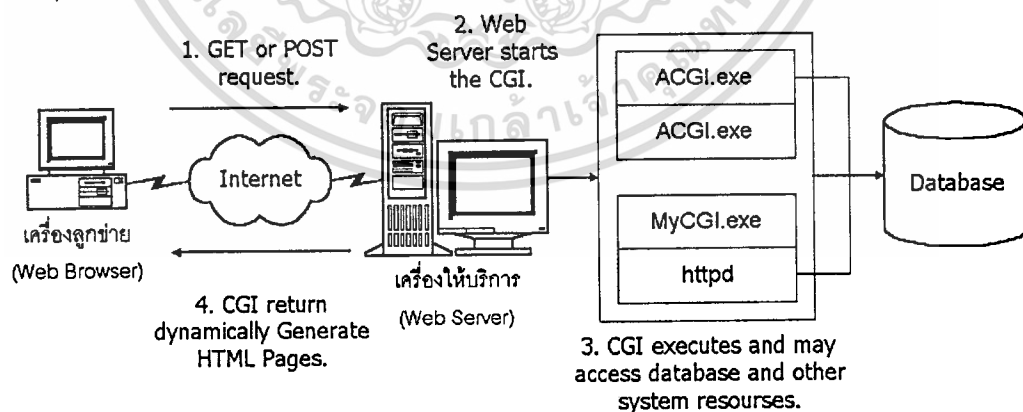 1. GET or POST
request.
2. Web
Server starts
the CGI.
ACGI.exe
ACGI.exe
MyCGI.exe
httpd
Database
Internet
เครื่องลูกข่าย
(Web Browser)
เครื่องให้บริการ
(Web Server)
4. CGI return
dynamically Generate
HTML Pages.
3. CGI executes and may
access database and other
system resourses.